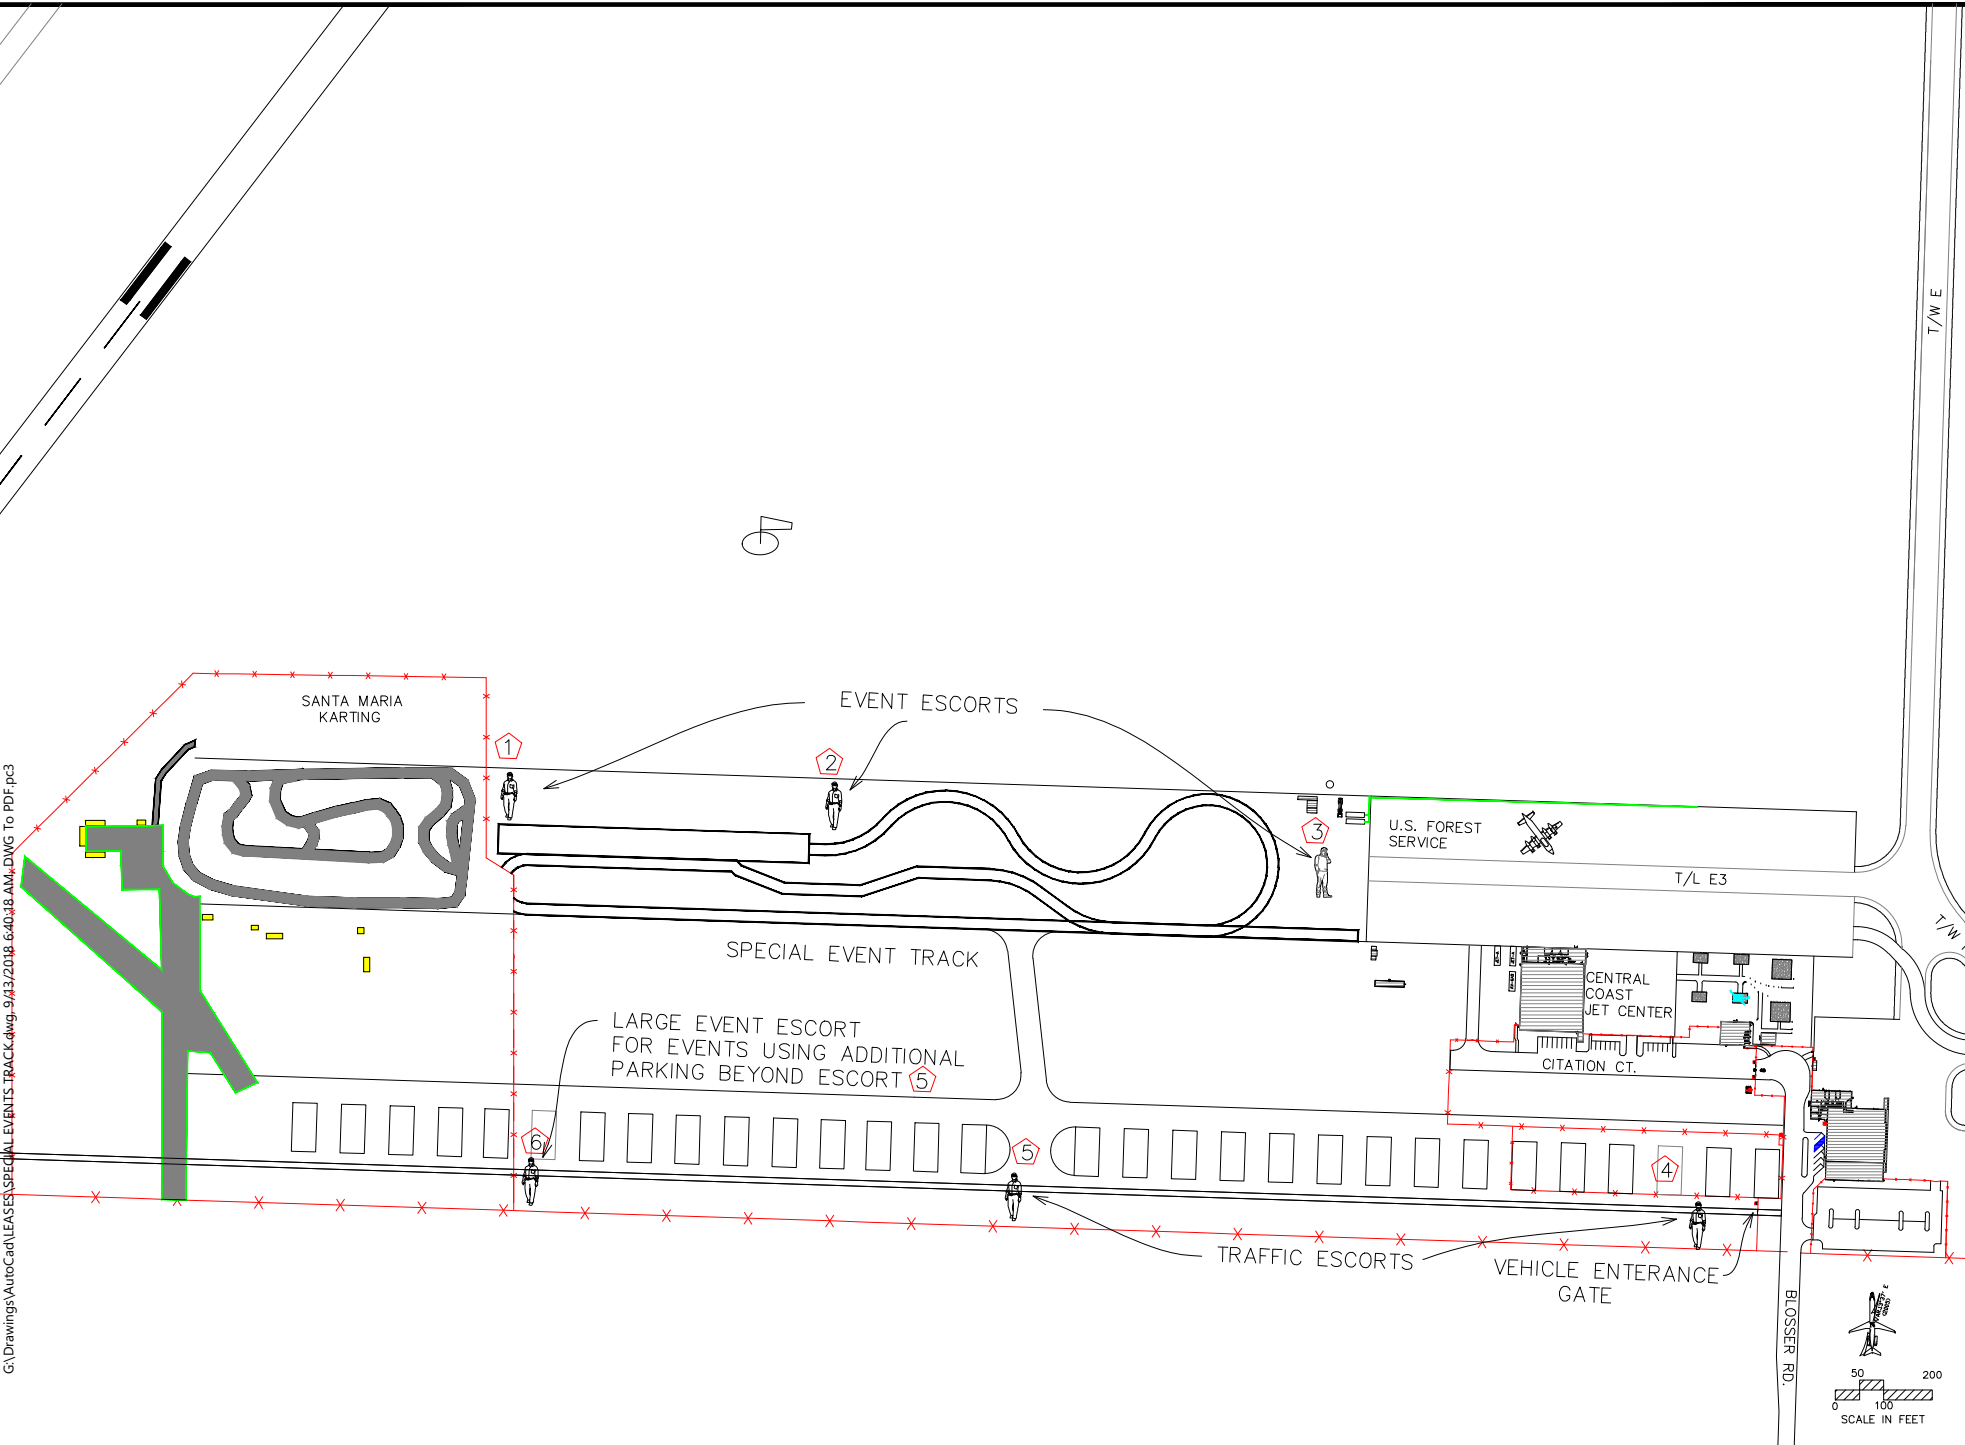 T/W E
SANTA MARIA
KARTING
EVENT ESCORTS
1
2
3
U.S. FOREST
SERVICE
T/L E3
T/W
SPECIAL EVENT TRACK
CENTRAL
COAST
JET CENTER
LARGE EVENT ESCORT
FOR EVENTS USING ADDITIONAL
PARKING BEYOND ESCORT 5
CITATION CT.
6
5
4
TRAFFIC ESCORTS
VEHICLE ENTERANCE
GATE
BLOSSER RD.
50 200
0 100
SCALE IN FEET
G:\Drawings\AutoCad\LEASES\SPECIAL EVENTS TRACK.dwg, 9/13/2018 6:40:18 AM, DWG To PDF.pc3